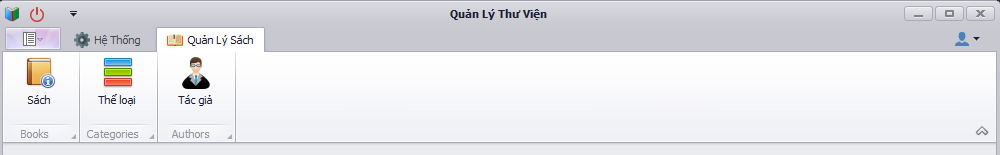 Quản Lý Thư Viện
Hệ Thống
Quản Lý Sách
Sách
Thể loại
Tác giả
Books
Categories
Authors